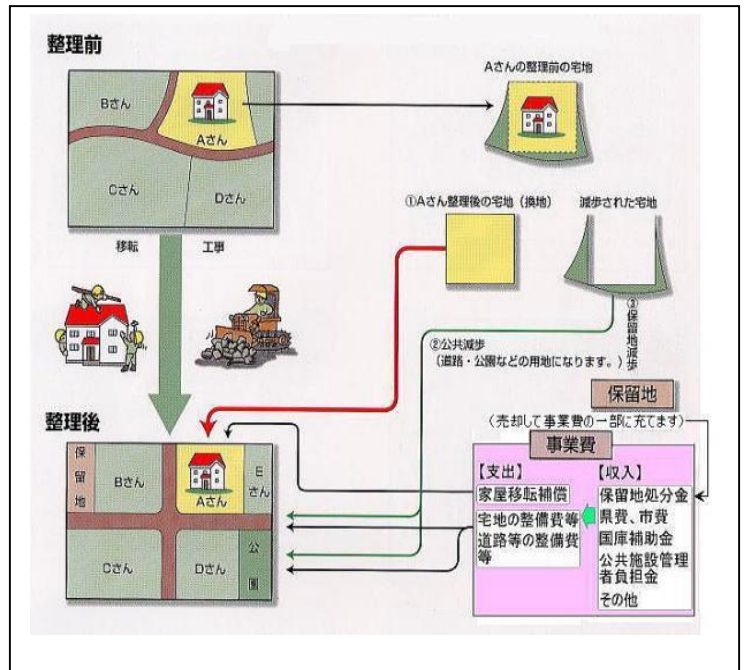 整理前
Bさん
Aさん
Cさん
Dさん
Aさんの整理前の宅地
①Aさん整理後の宅地（換地）
減歩された宅地
移転
工事
②公共減歩
（道路・公園などの用地になります。）
③保留地減歩
保留地
（売却して事業費の一部に充てます）
整理後
保留地
Bさん
Aさん
Eさん
Cさん
Dさん
公園
事業費
【支出】
家屋移転補償
宅地の整備費等
道路等の整備費
等
【収入】
保留地処分金
県費、市費
国庫補助金
公共施設管理
者負担金
その他